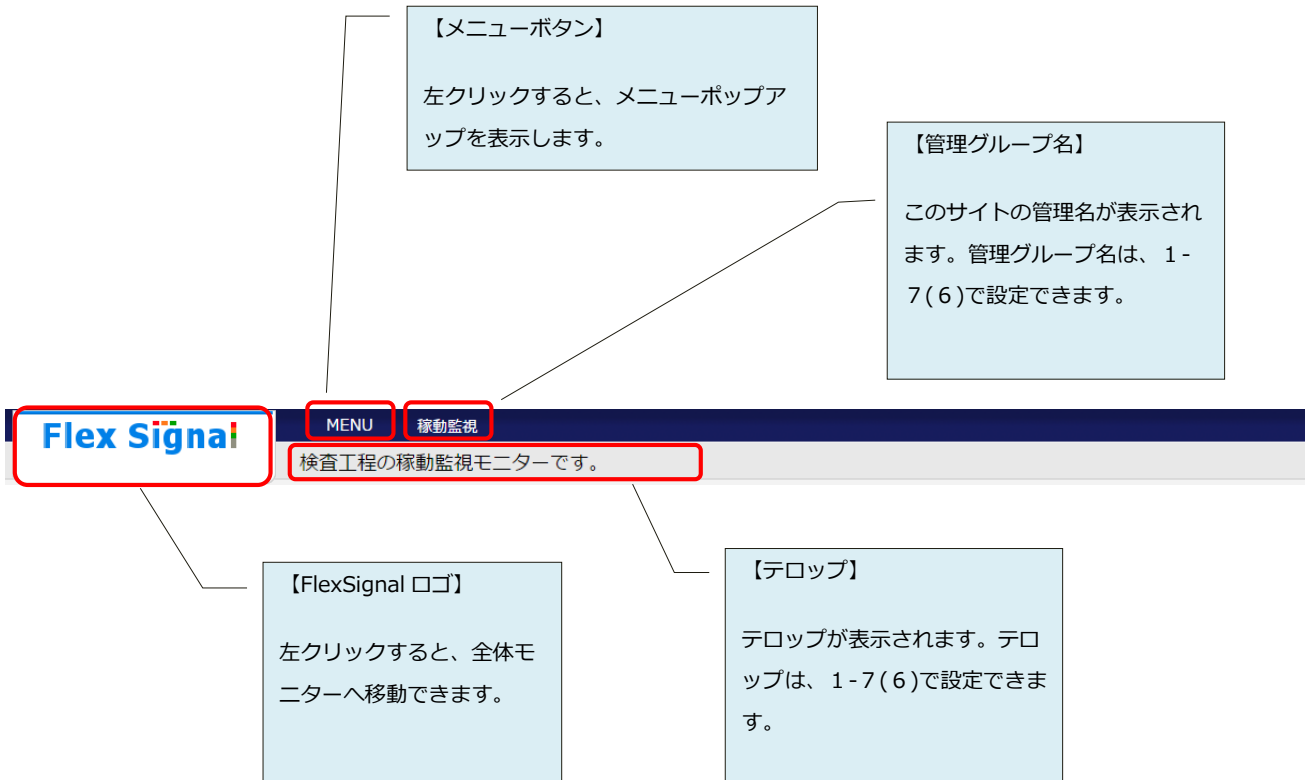 【メニューボタン】
左クリックすると、メニューポップア
ップを表示します。
【管理グループ名】
このサイトの管理名が表示され
ます。管理グループ名は、１-
７(６)で設定できます。
Flex Signal
MENU 稼動監視
検査工程の稼動監視モニターです。
【FlexSignal ロゴ】
左クリックすると、全体モ
ニターへ移動できます。
【テロップ】
テロップが表示されます。テロ
ップは、１-７(６)で設定できま
す。